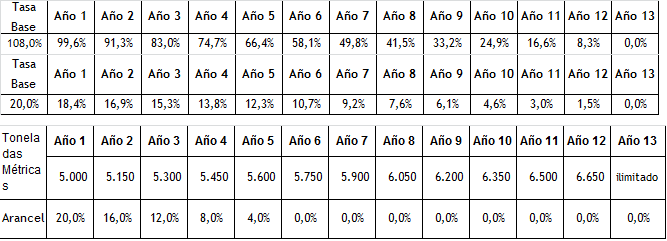 Tasa Base Año 1 Año 2 Año 3 Año 4 Año 5 Año 6 Año 7 Año 8 Año 9 Año 10 Año 11 Año 12 Año 13
108,0% 99,6% 91,3% 83,0% 74,7% 66,4% 58,1% 49,8% 41,5% 33,2% 24,9% 16,6% 8,3% 0,0%
Tasa Base Año 1 Año 2 Año 3 Año 4 Año 5 Año 6 Año 7 Año 8 Año 9 Año 10 Año 11 Año 12 Año 13
20,0% 18,4% 16,9% 15,3% 13,8% 12,3% 10,7% 9,2% 7,6% 6,1% 4,6% 3,0% 1,5% 0,0%
Tonela das Métrica s Año 1 Año 2 Año 3 Año 4 Año 5 Año 6 Año 7 Año 8 Año 9 Año 10 Año 11 Año 12 Año 13
5.000 5.150 5.300 5.450 5.600 5.750 5.900 6.050 6.200 6.350 6.500 6.650 ilimitado
Arancel 20,0% 16,0% 12,0% 8,0% 4,0% 0,0% 0,0% 0,0% 0,0% 0,0% 0,0% 0,0% 0,0%